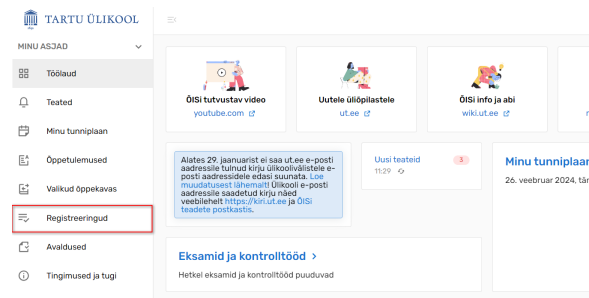 TARTU ÜLIKOOL
MINU ASJAD
Töölaud
Teated
Minu tunniplaan
Õppetulemused
Valikud õppekavas
Registreeringud
Avaldused
Tingimused ja tugi
ÕISi tutvustav video
youtube.com
Uutele üliõpilastele
ut.ee
ÕISi info ja abi
wiki.ut.ee
Alates 29. jaanuarist ei saa ut.ee e-posti
aadressile tulnud kirju ülikoolivälistele e-
posti aadressidele edasi suunata. Loe
muudatusest lähemalt! Ülikooli e-posti
aadressile saadetud kirju näed
veebilehelt https://kiri.ut.ee ja ÕISi
teadete postkastis.
Uusi teateid 3
11:29
Minu tunniplaan
26. veebruar 2024, tä
Eksamid ja kontrolltööd >
Hetkel eksamid ja kontrolltööd puuduvad